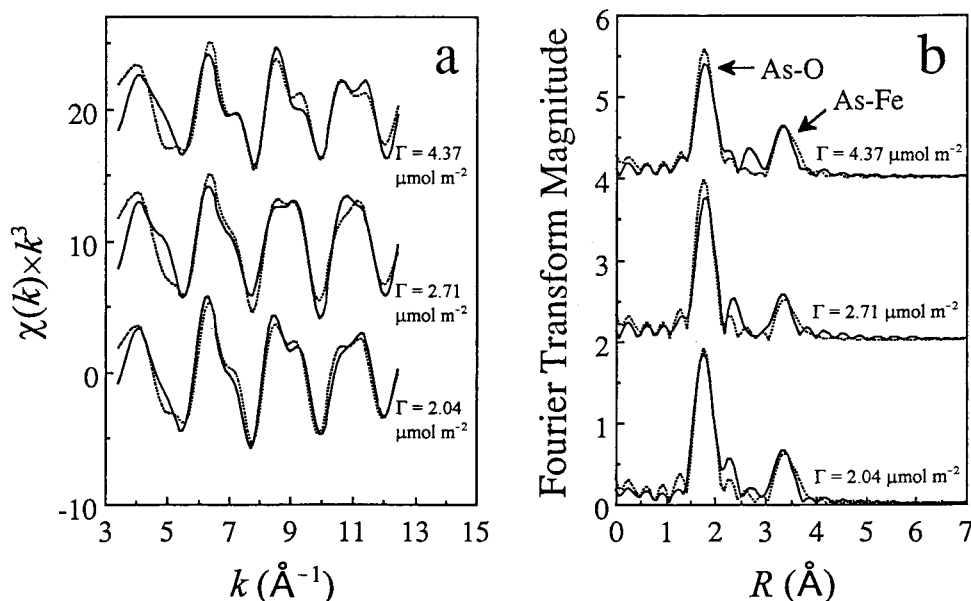 a
20
10
0
-10
χ(k)×k³
Γ = 4.37
μmol m⁻²
Γ = 2.71
μmol m⁻²
Γ = 2.04
μmol m⁻²
3 5 7 9 11 13 15
k (Å⁻¹)
b
Fourier Transform Magnitude
6
5
4
3
2
1
0
As-O
As-Fe
Γ = 4.37 μmol m⁻²
Γ = 2.71 μmol m⁻²
Γ = 2.04 μmol m⁻²
0 1 2 3 4 5 6 7
R (Å)